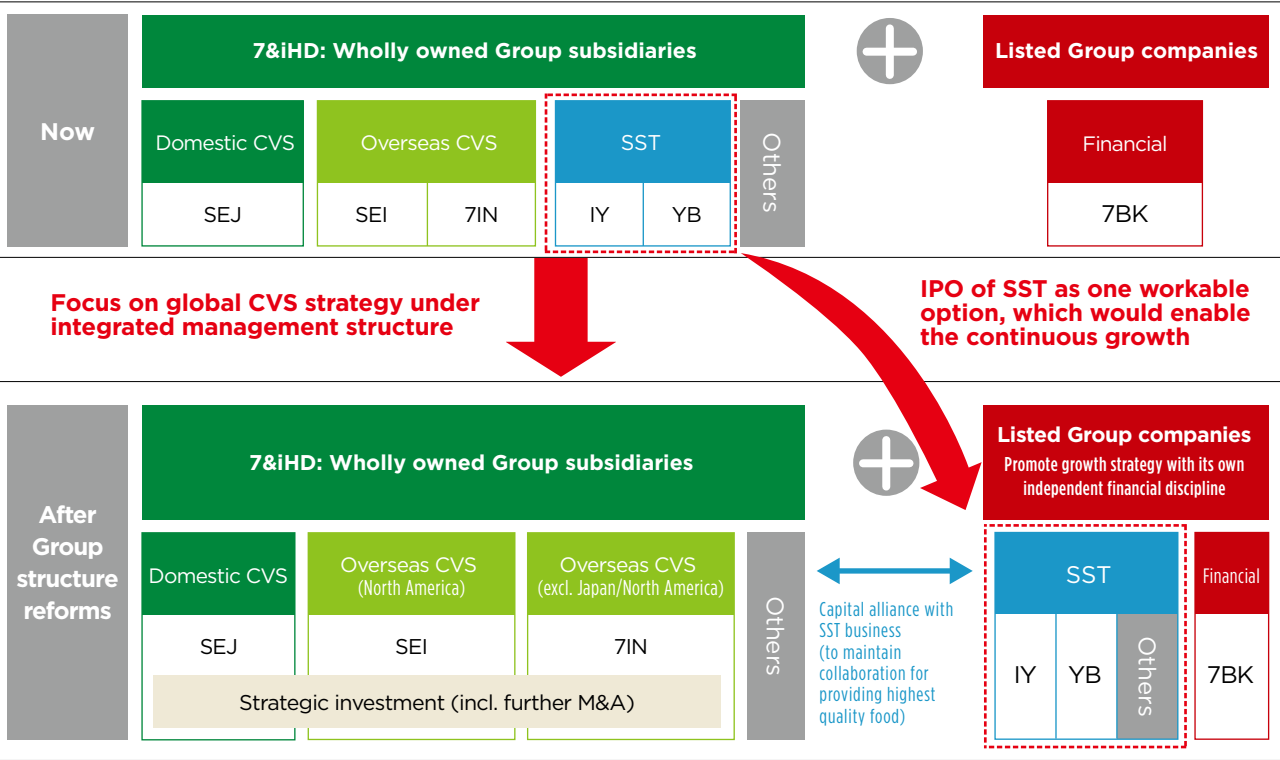 Now
7&iHD: Wholly owned Group subsidiaries
Listed Group companies
Domestic CVS
Overseas CVS
SST
Others
Financial
SEJ
SEI
7IN
IY
YB
7BK
Focus on global CVS strategy under
integrated management structure
IPO of SST as one workable
option, which would enable
the continuous growth
After
Group
structure
reforms
7&iHD: Wholly owned Group subsidiaries
Listed Group companies
Promote growth strategy with its own
independent financial discipline
Domestic CVS
Overseas CVS
(North America)
Overseas CVS
(excl. Japan/North America)
Others
SEJ
SEI
7IN
Strategic investment (incl. further M&A)
Capital alliance with
SST business
(to maintain
collaboration for
providing highest
quality food)
SST
Financial
IY
YB
Others
7BK